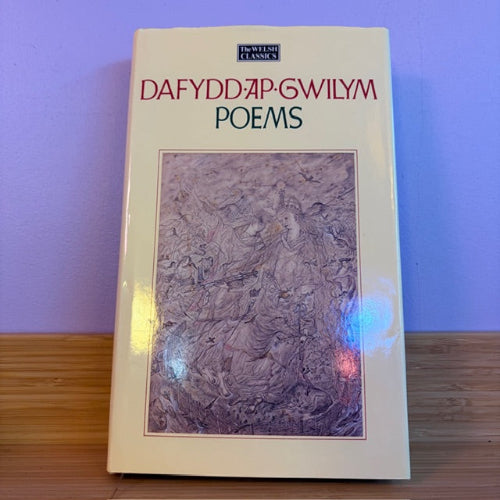 The WELSH
CLASSICS
DAFYDD·AP·GWILYM
POEMS